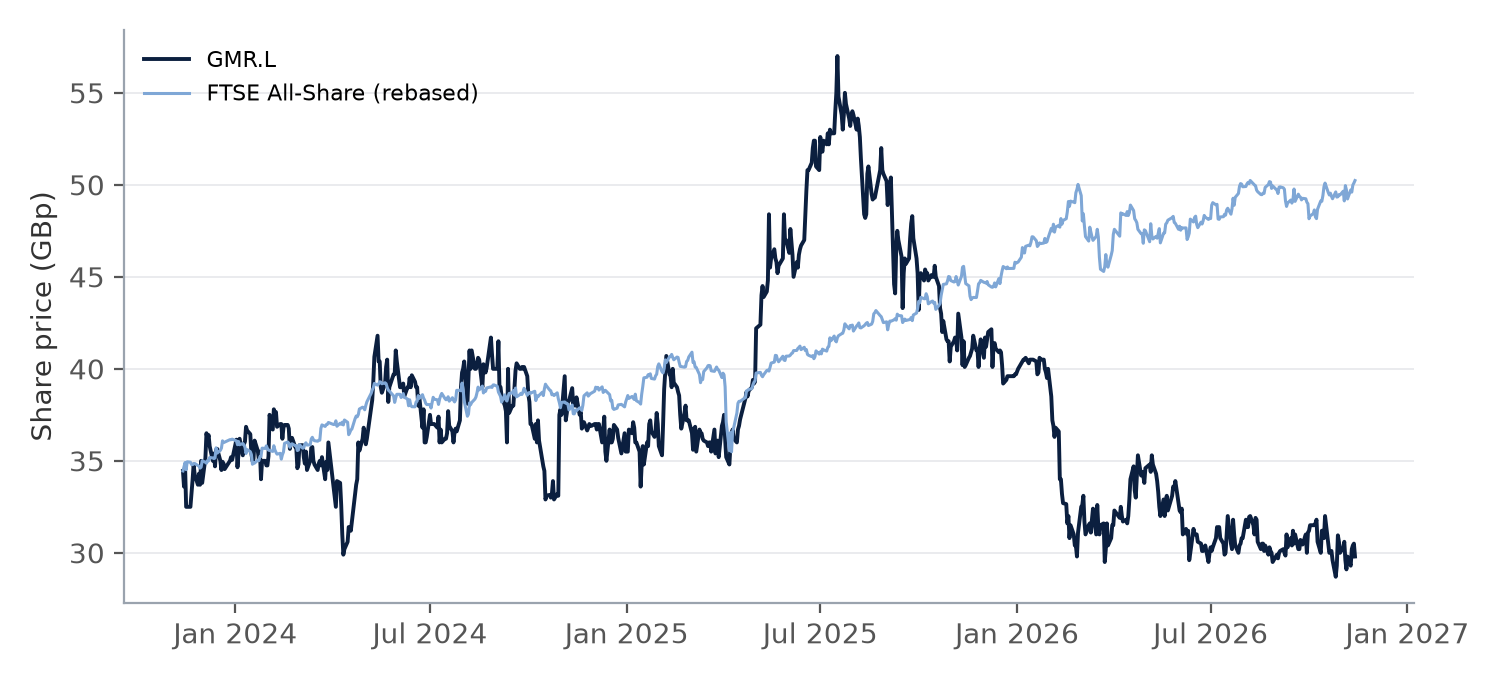 GMR.L
FTSE All-Share (rebased)
Share price (GBp)
55
50
45
40
35
30
Jan 2024
Jul 2024
Jan 2025
Jul 2025
Jan 2026
Jul 2026
Jan 2027